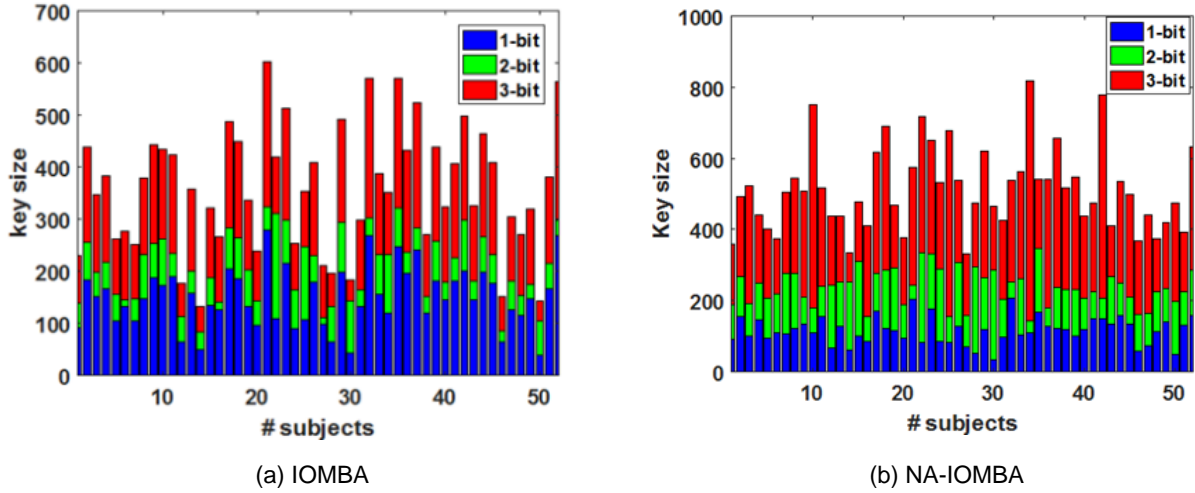 700
600
500
400
300
200
100
0
key size
10
20
30
40
50
# subjects
1-bit
2-bit
3-bit
(a) IOMBA
1000
800
600
400
200
0
Key size
10
20
30
40
50
# subjects
1-bit
2-bit
3-bit
(b) NA-IOMBA